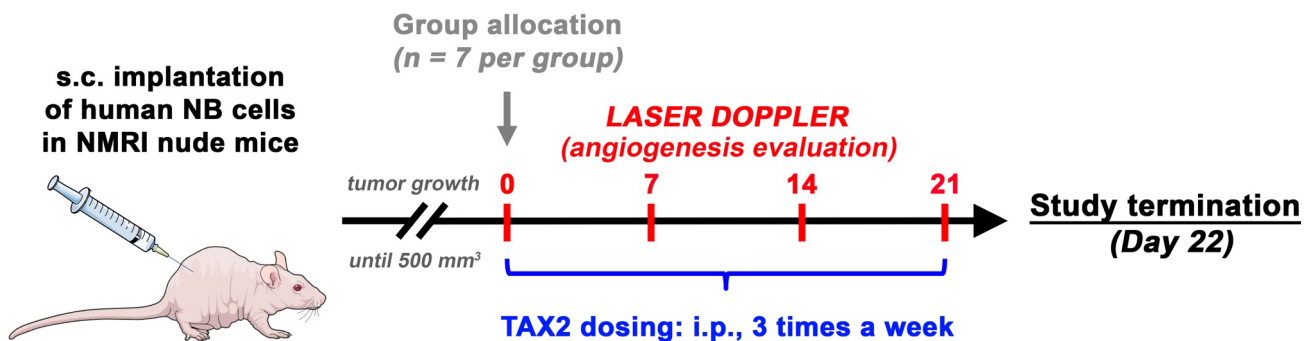 Group allocation
(n = 7 per group)
s.c. implantation
of human NB cells
in NMRI nude mice
LASER DOPPLER
(angiogenesis evaluation)
tumor growth
0 7 14 21
until 500 mm³
Study termination
(Day 22)
TAX2 dosing: i.p., 3 times a week